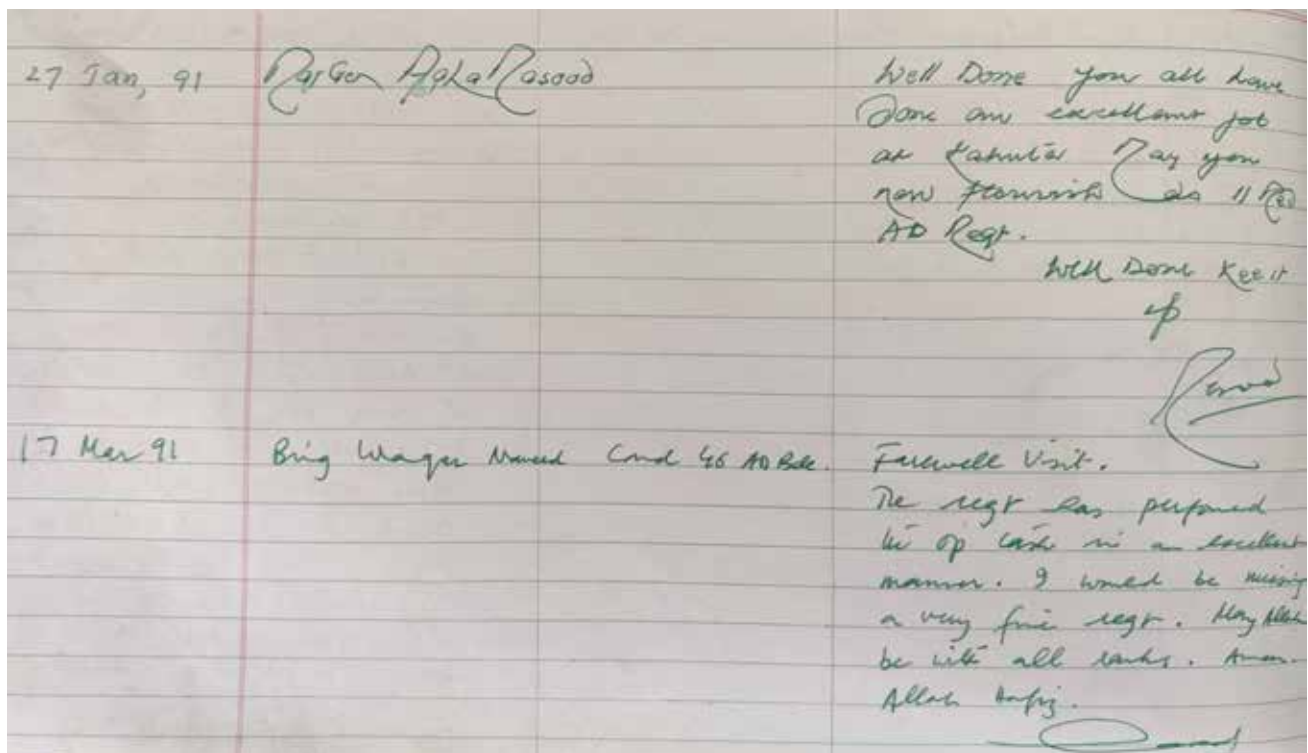 27 Jan, 91 Maj Gen Agha Masood Well Done you all have
Done an excellent job
at Kahuta May you
now flourish as 11 Med
AD Regt.
Well Done Keep it
up
Masood
17 Mar 91 Brig Waqar Cmd 46 AD Bde. Farewell Visit.
The regt has performed
its op task in an excellent
manner. I would be missing
a very fine regt. May Allah
be with all ranks. Ameen
Allah Hafiz.